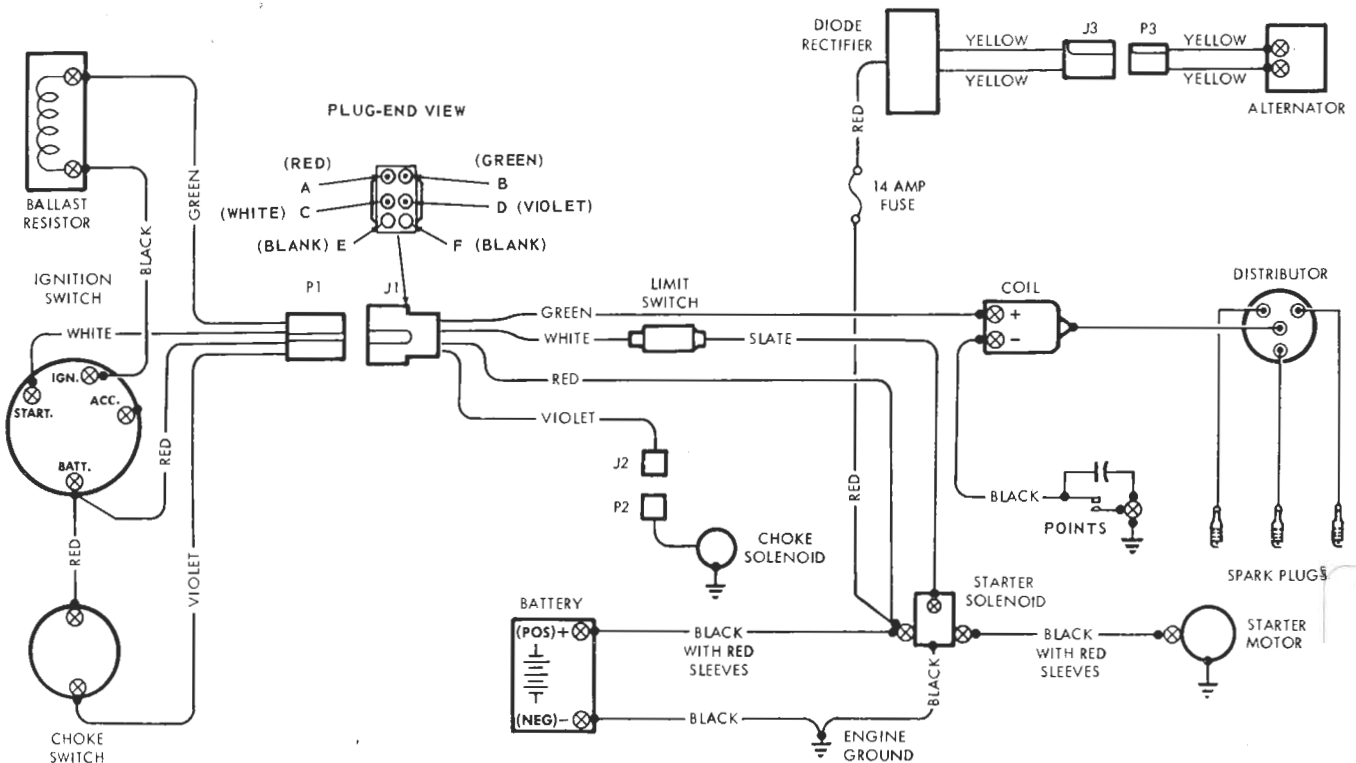 DIODE
RECTIFIER
YELLOW
YELLOW
J3
P3
YELLOW
YELLOW
ALTERNATOR
BALLAST
RESISTOR
GREEN
BLACK
PLUG-END VIEW
(RED)
A
(GREEN)
B
(WHITE) C
D (VIOLET)
(BLANK) E
F (BLANK)
RED
14 AMP
FUSE
IGNITION
SWITCH
P1
J1
WHITE
IGN.
START.
ACC.
BATT.
RED
RED
VIOLET
CHOKE
SWITCH
GREEN
WHITE
LIMIT
SWITCH
SLATE
RED
VIOLET
J2
P2
CHOKE
SOLENOID
COIL
+
−
DISTRIBUTOR
BLACK
POINTS
SPARK PLUGS
RED
STARTER
SOLENOID
BATTERY
(POS)+
(NEG)−
BLACK
WITH RED
SLEEVES
BLACK
BLACK
ENGINE
GROUND
BLACK
WITH RED
SLEEVES
STARTER
MOTOR